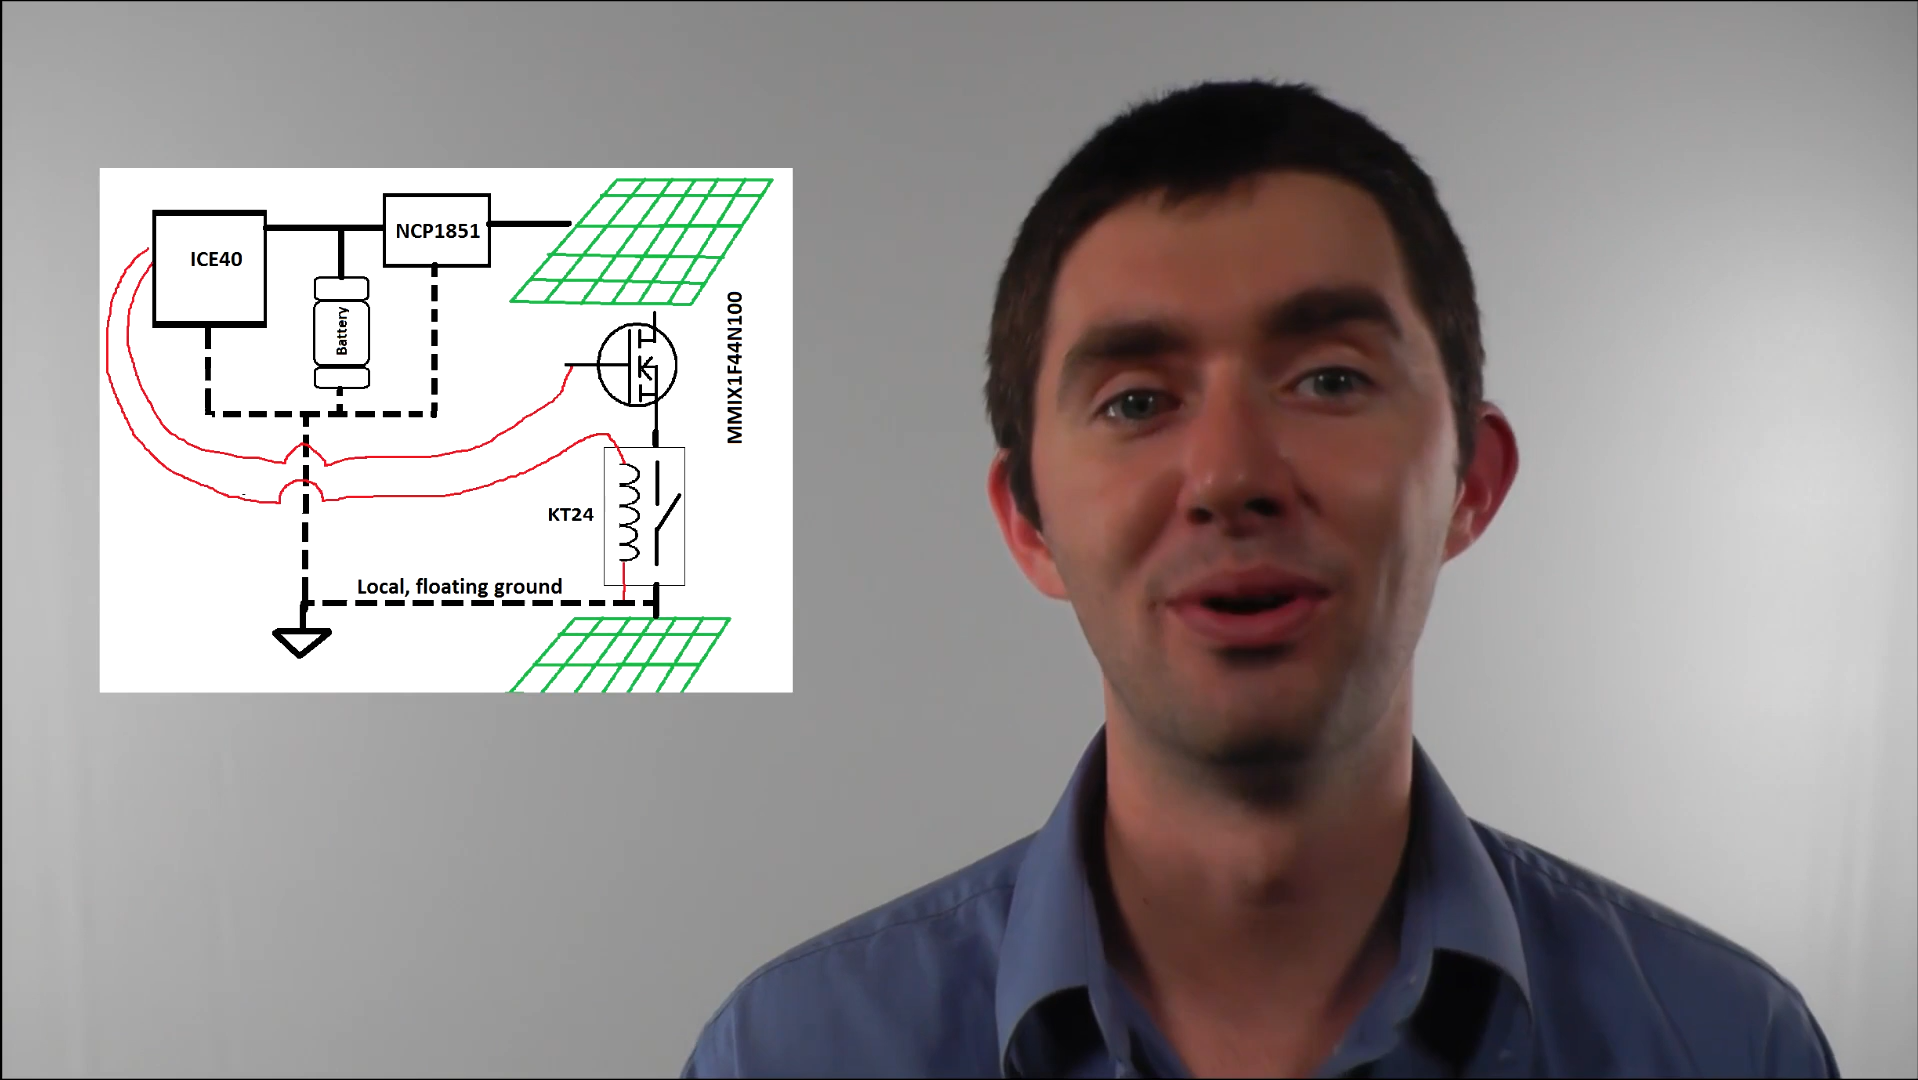 ICE40
NCP1851
Battery
MMIX1F44N100
KT24
Local, floating ground